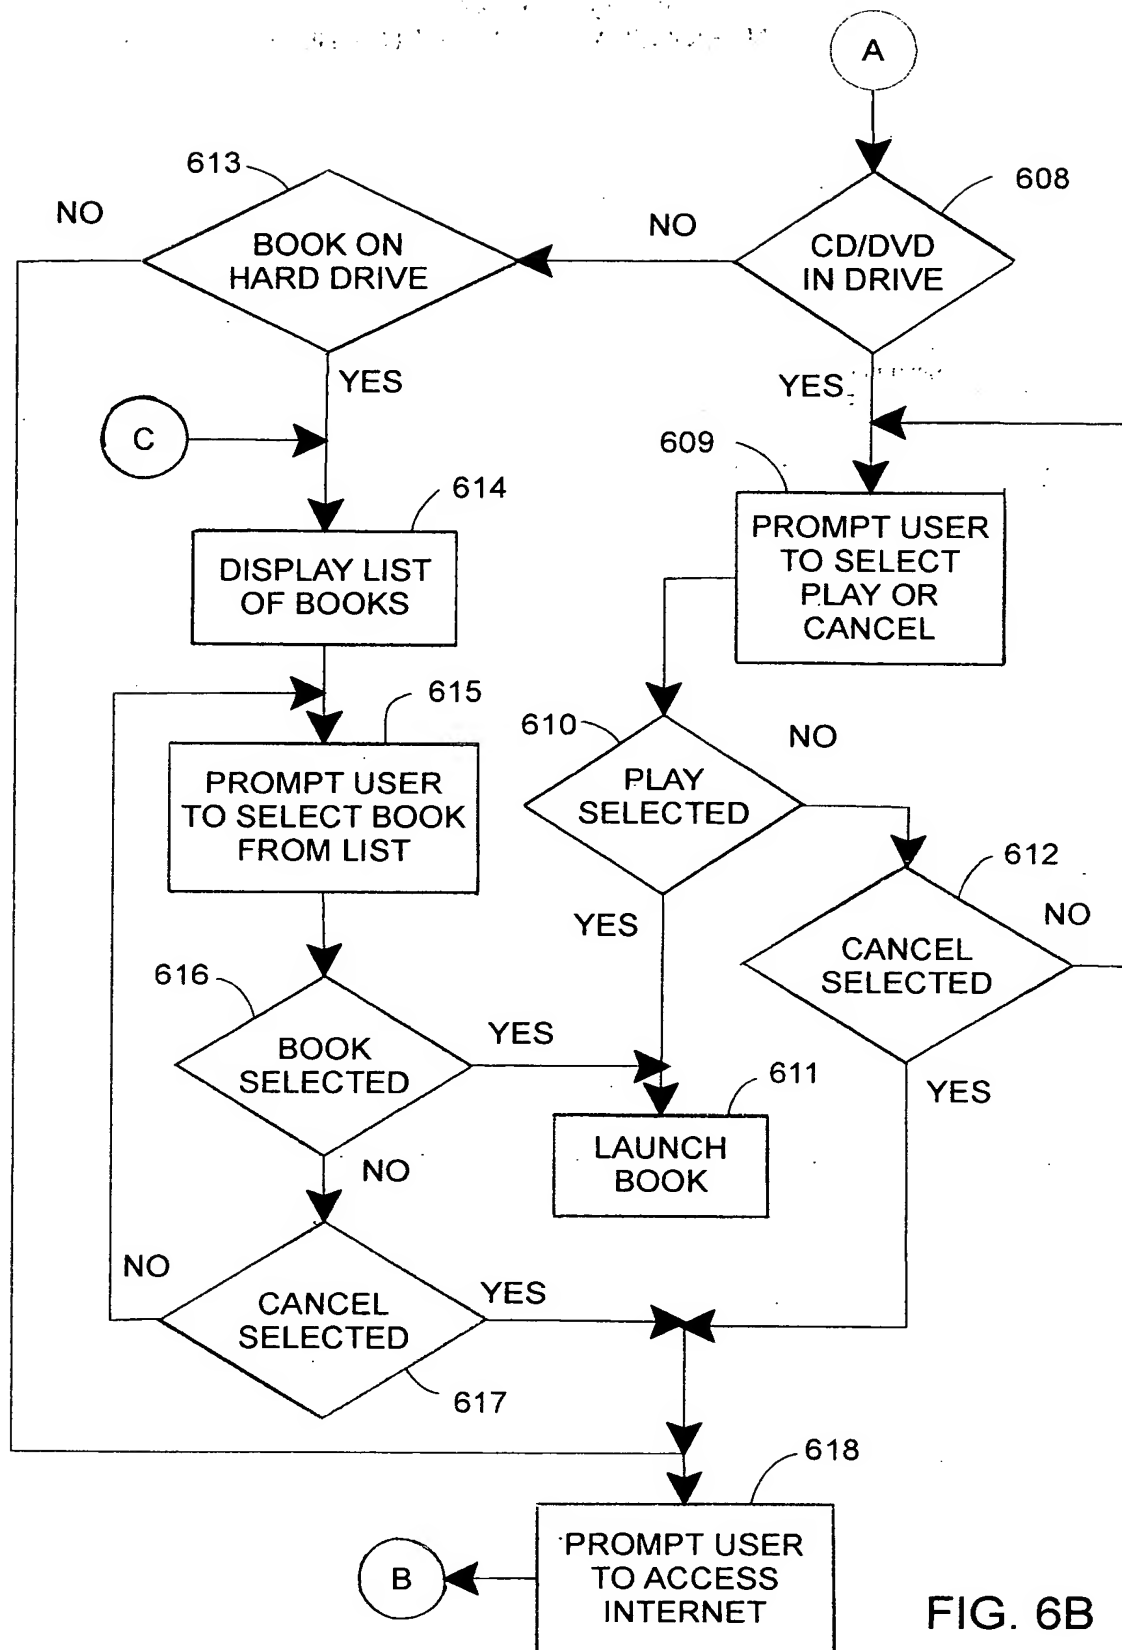 A
613
608
NO
NO
BOOK ON
HARD DRIVE
CD/DVD
IN DRIVE
YES
YES
C
609
614
PROMPT USER
TO SELECT
PLAY OR
CANCEL
DISPLAY LIST
OF BOOKS
615
610
NO
PROMPT USER
TO SELECT BOOK
FROM LIST
PLAY
SELECTED
612
NO
YES
CANCEL
SELECTED
616
YES
BOOK
SELECTED
611
YES
LAUNCH
BOOK
NO
NO
YES
CANCEL
SELECTED
617
618
PROMPT USER
TO ACCESS
INTERNET
B
FIG. 6B